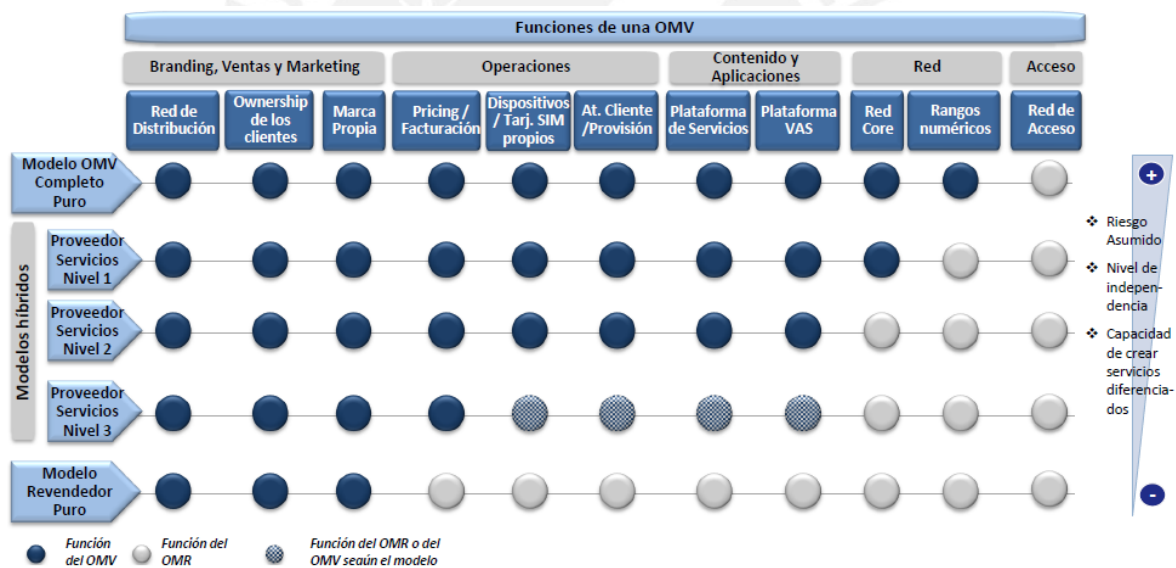 Funciones de una OMV
Branding, Ventas y Marketing
Operaciones
Contenido y
Aplicaciones
Red
Acceso
Red de
Distribución
Ownership
de los
clientes
Marca
Propia
Pricing /
Facturación
Dispositivos
/ Tarj. SIM
propios
At. Cliente
/Provisión
Plataforma
de Servicios
Plataforma
VAS
Red
Core
Rangos
numéricos
Red de
Acceso
Modelo OMV
Completo
Puro
Modelos híbridos
Proveedor
Servicios
Nivel 1
Proveedor
Servicios
Nivel 2
Proveedor
Servicios
Nivel 3
Modelo
Revendedor
Puro
+
❖ Riesgo
Asumido
❖ Nivel de
indepen-
dencia
❖ Capacidad
de crear
servicios
diferencia-
dos
-
Función
del OMV
Función del
OMR
Función del OMR o del
OMV según el modelo